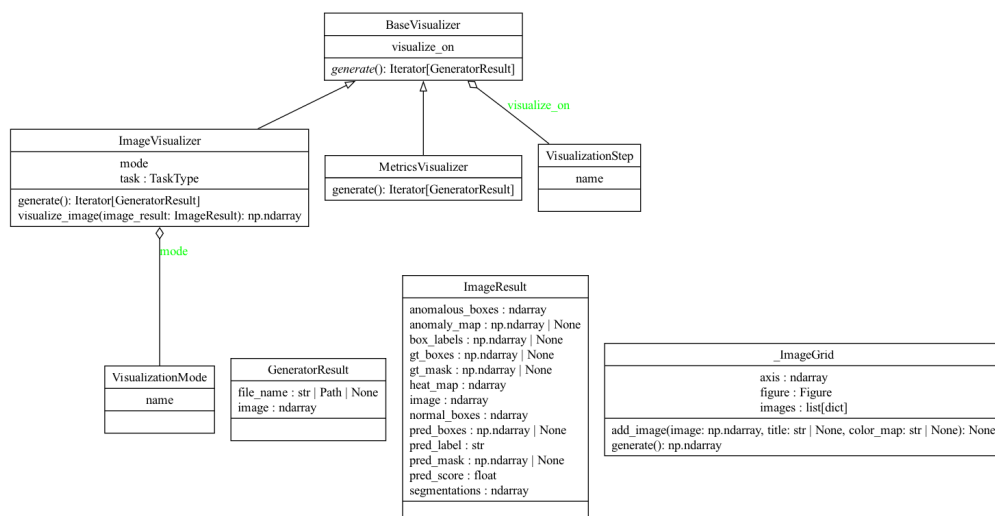 BaseVisualizer
visualize_on
generate(): Iterator[GeneratorResult]
visualize_on
ImageVisualizer
mode
task : TaskType
generate(): Iterator[GeneratorResult]
visualize_image(image_result: ImageResult): np.ndarray
MetricsVisualizer
generate(): Iterator[GeneratorResult]
VisualizationStep
name
mode
VisualizationMode
name
GeneratorResult
file_name : str | Path | None
image : ndarray
ImageResult
anomalous_boxes : ndarray
anomaly_map : np.ndarray | None
box_labels : np.ndarray | None
gt_boxes : np.ndarray | None
gt_mask : np.ndarray | None
heat_map : ndarray
image : ndarray
normal_boxes : ndarray
pred_boxes : np.ndarray | None
pred_label : str
pred_mask : np.ndarray | None
pred_score : float
segmentations : ndarray
_ImageGrid
axis : ndarray
figure : Figure
images : list[dict]
add_image(image: np.ndarray, title: str | None, color_map: str | None): None
generate(): np.ndarray